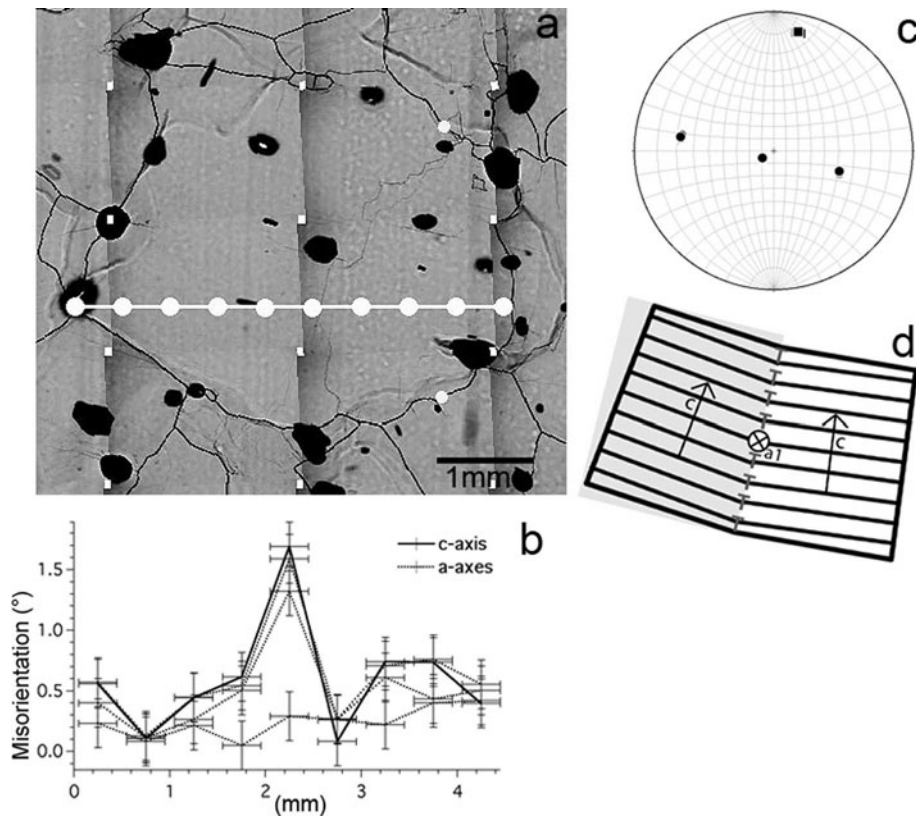 a
1mm
c
d
c
c
a1
b
c-axis
a-axes
Misorientation (°)
1.5
1.0
0.5
0.0
0
1
2
3
4
(mm)